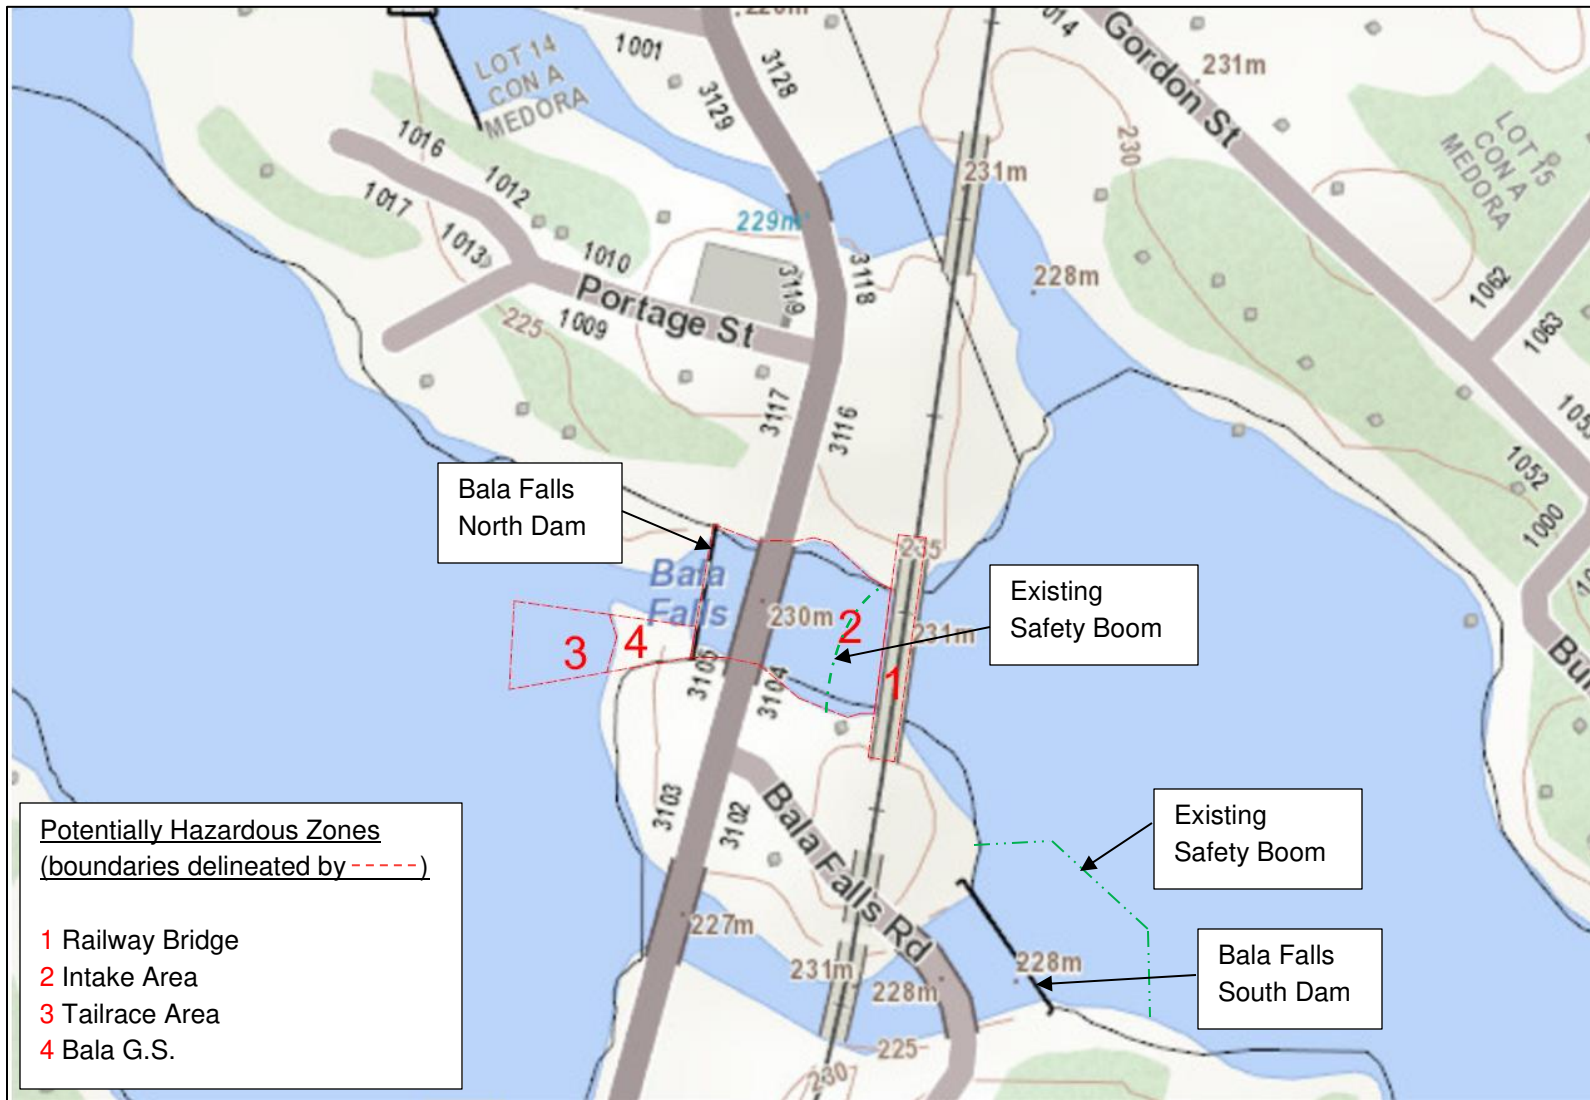 226m
1014
Gordon St
231m
LOT 14
CON A
MEDORA
1001
3128
3129
LOT 15
CON A
MEDORA
1016
1012
1017
1013
1010
230
231m
229m
228m
3119
3118
Portage St
1009
225
1062
1063
3117
3116
1053
1052
1000
Bala Falls
North Dam
235
Bala
Falls
230m
2
231m
Existing
Safety Boom
3
4
1
3105
3104
Bala Falls Rd
3103
3102
Existing
Safety Boom
227m
231m
228m
228m
Bala Falls
South Dam
225
230
Potentially Hazardous Zones
(boundaries delineated by ------)
1 Railway Bridge
2 Intake Area
3 Tailrace Area
4 Bala G.S.